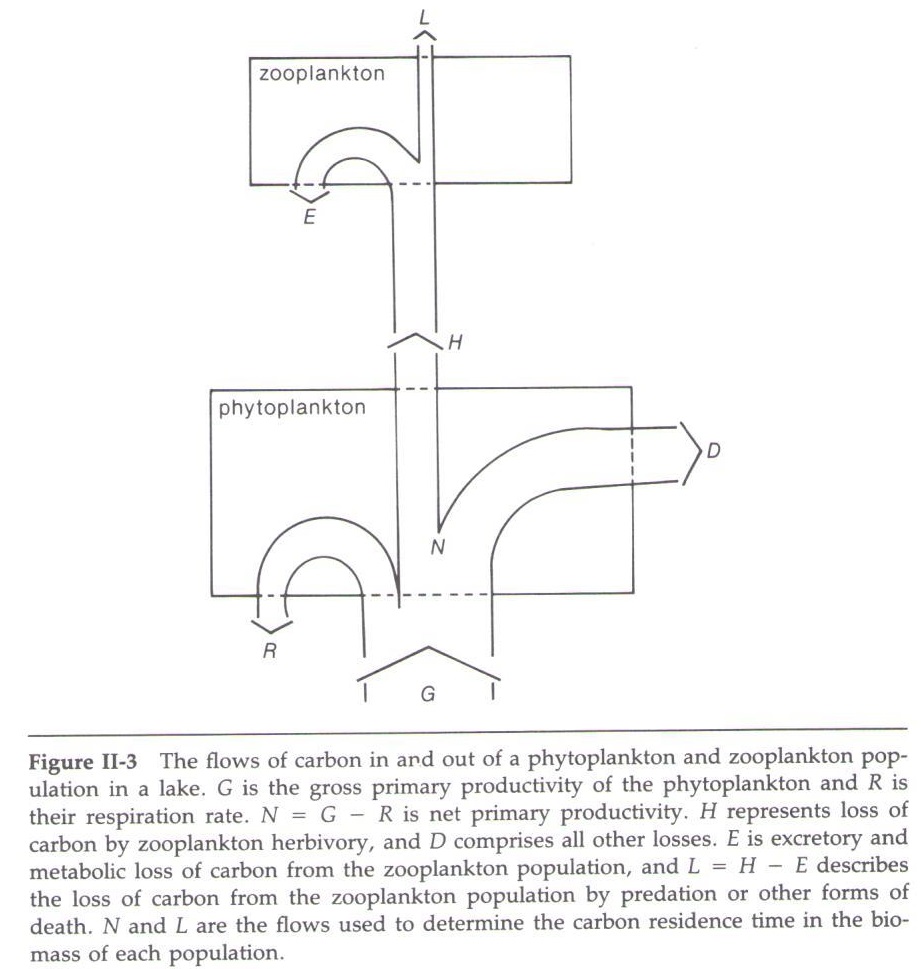 L
zooplankton
E
H
phytoplankton
D
N
R
G
Figure II-3 The flows of carbon in and out of a phytoplankton and zooplankton pop-
ulation in a lake. G is the gross primary productivity of the phytoplankton and R is
their respiration rate. N = G − R is net primary productivity. H represents loss of
carbon by zooplankton herbivory, and D comprises all other losses. E is excretory and
metabolic loss of carbon from the zooplankton population, and L = H − E describes
the loss of carbon from the zooplankton population by predation or other forms of
death. N and L are the flows used to determine the carbon residence time in the bio-
mass of each population.